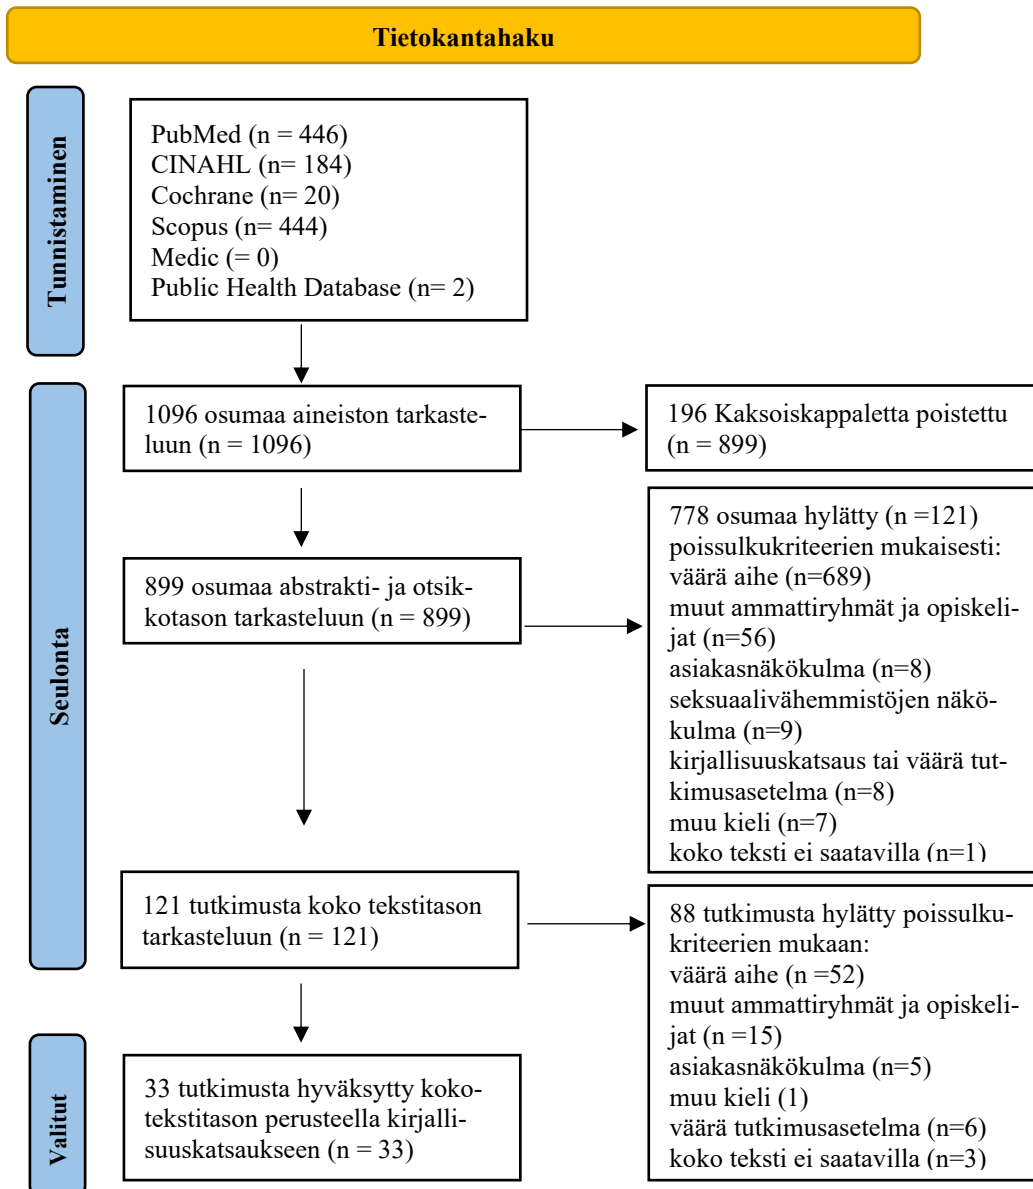 Tietokantahaku
Tunnistaminen
PubMed (n = 446)
CINAHL (n= 184)
Cochrane (n= 20)
Scopus (n= 444)
Medic (= 0)
Public Health Database (n= 2)
Seulonta
1096 osumaa aineiston tarkaste-
luun (n = 1096)
196 Kaksoiskappaletta poistettu
(n = 899)
899 osumaa abstrakti- ja otsik-
kotason tarkasteluun (n = 899)
778 osumaa hylätty (n =121)
poissulkukriteerien mukaisesti:
väärä aihe (n=689)
muut ammattiryhmät ja opiskeli-
jat (n=56)
asiakasnäkökulma (n=8)
seksuaalivähemmistöjen näkö-
kulma (n=9)
kirjallisuuskatsaus tai väärä tut-
kimusasetelma (n=8)
muu kieli (n=7)
koko teksti ei saatavilla (n=1)
121 tutkimusta koko tekstitason
tarkasteluun (n = 121)
88 tutkimusta hylätty poissulku-
kriteerien mukaan:
väärä aihe (n =52)
muut ammattiryhmät ja opiskeli-
jat (n =15)
asiakasnäkökulma (n=5)
muu kieli (1)
väärä tutkimusasetelma (n=6)
koko teksti ei saatavilla (n=3)
Valitut
33 tutkimusta hyväksytty koko-
tekstitason perusteella kirjalli-
suuskatsaukseen (n = 33)